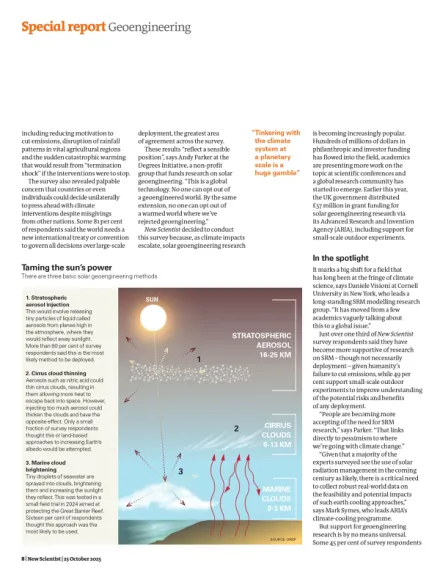 Special report Geoengineering
including reducing motivation to
cut emissions, disruption of rainfall
patterns in vital agricultural regions
and the sudden catastrophic warming
that would result from "termination
shock" if the interventions were to stop.
The survey also revealed palpable
concern that countries or even
individuals could decide unilaterally
to press ahead with climate
interventions despite misgivings
from other nations. Some 81 per cent
of respondents said the world needs a
new international treaty or convention
to govern all decisions over large-scale
deployment, the greatest area
of agreement across the survey.
These results "reflect a sensible
position", says Andy Parker at the
Degrees Initiative, a non-profit
group that funds research on solar
geoengineering. "This is a global
technology. No one can opt out of
a geoengineered world. By the same
extension, no one can opt out of
a warmed world where we've
rejected geoengineering."
New Scientist decided to conduct
this survey because, as climate impacts
escalate, solar geoengineering research
"Tinkering with
the climate
system at
a planetary
scale is a
huge gamble"
is becoming increasingly popular.
Hundreds of millions of dollars in
philanthropic and investor funding
has flowed into the field, academics
are presenting more work on the
topic at scientific conferences and
a global research community has
started to emerge. Earlier this year,
the UK government distributed
£57 million in grant funding for
solar geoengineering research via
its Advanced Research and Invention
Agency (ARIA), including support for
small-scale outdoor experiments.
In the spotlight
It marks a big shift for a field that
has long been at the fringe of climate
science, says Daniele Visioni at Cornell
University in New York, who leads a
long-standing SRM modelling research
group. "It has moved from a few
academics vaguely talking about
this to a global issue."
Just over one third of New Scientist
survey respondents said they have
become more supportive of research
on SRM – though not necessarily
deployment – given humanity's
failure to cut emissions, while 49 per
cent support small-scale outdoor
experiments to improve understanding
of the potential risks and benefits
of any deployment.
"People are becoming more
accepting of the need for SRM
research," says Parker. "That links
directly to pessimism to where
we're going with climate change."
"Given that a majority of the
experts surveyed see the use of solar
radiation management in the coming
century as likely, there is a critical need
to collect robust real-world data on
the feasibility and potential impacts
of such earth cooling approaches,"
says Mark Symes, who leads ARIA's
climate-cooling programme.
But support for geoengineering
research is by no means universal.
Some 45 per cent of survey respondents
Taming the sun's power
There are three basic solar geoengineering methods
1. Stratospheric
aerosol injection
This would involve releasing
tiny particles of liquid called
aerosols from planes high in
the atmosphere, where they
would reflect away sunlight.
More than 60 per cent of survey
respondents said this is the most
likely method to be deployed.
2. Cirrus cloud thinning
Aerosols such as nitric acid could
thin cirrus clouds, resulting in
them allowing more heat to
escape back into space. However,
injecting too much aerosol could
thicken the clouds and have the
opposite effect. Only a small
fraction of survey respondents
thought this or land-based
approaches to increasing Earth's
albedo would be attempted.
3. Marine cloud
brightening
Tiny droplets of seawater are
sprayed into clouds, brightening
them and increasing the sunlight
they reflect. This was tested in a
small field trial in 2024 aimed at
protecting the Great Barrier Reef.
Sixteen per cent of respondents
thought this approach was the
most likely to be used.
SUN
STRATOSPHERIC
AEROSOL
16-25 KM
1
CIRRUS
CLOUDS
6-13 KM
2
3
MARINE
CLOUDS
2-3 KM
8 | New Scientist | 25 October 2025